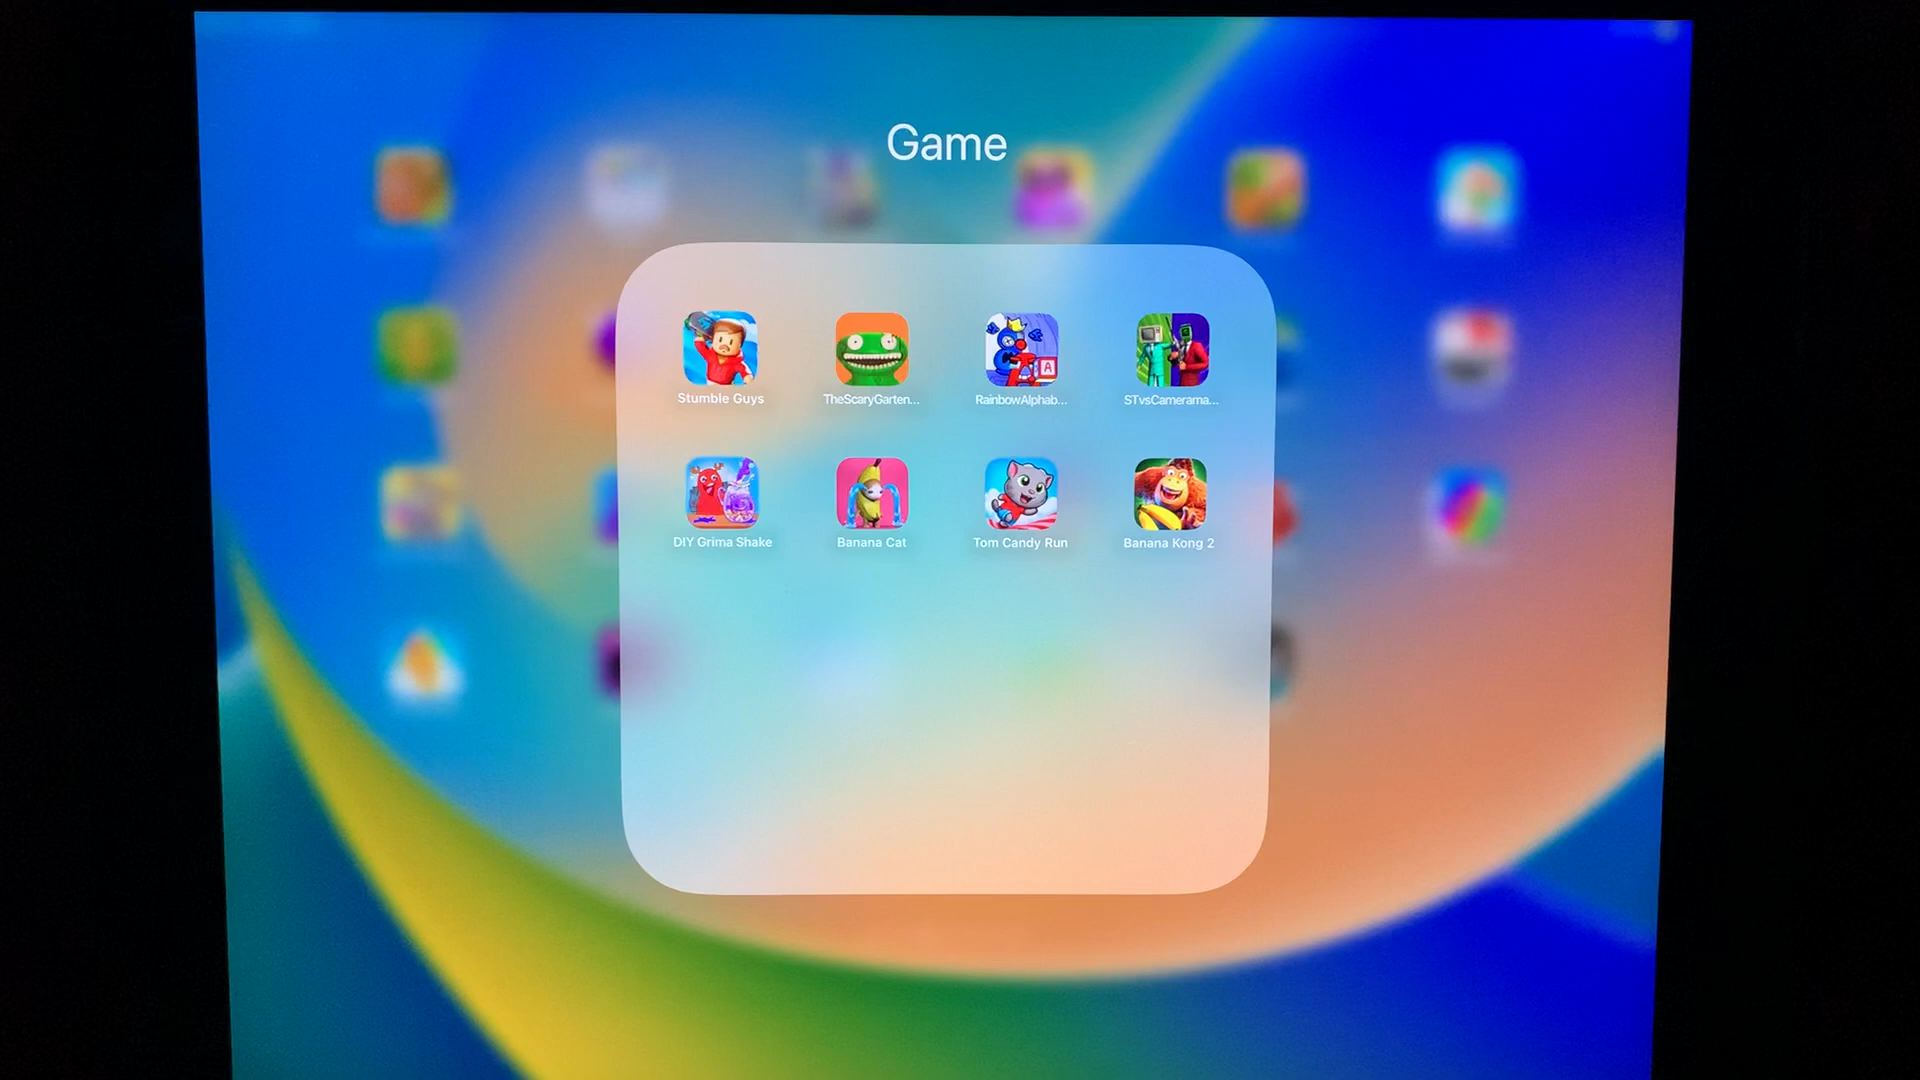 Game
Stumble Guys
TheScaryGarten...
RainbowAlphab...
STvsCamerama...
A
DIY Grima Shake
Banana Cat
Tom Candy Run
Banana Kong 2